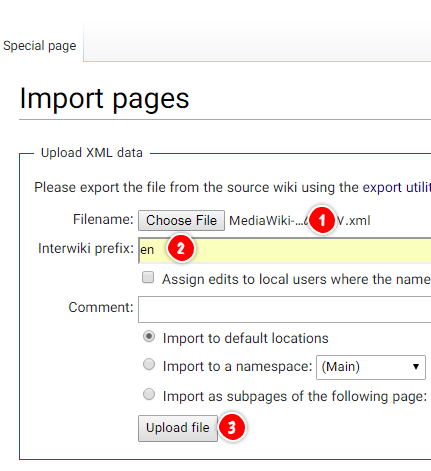 Special page
Import pages
Upload XML data
Please export the file from the source wiki using the export utili
Filename: Choose File MediaWiki-... 1 .xml
Interwiki prefix: en 2
Assign edits to local users where the name
Comment:
Import to default locations
Import to a namespace: (Main)
Import as subpages of the following page:
Upload file 3